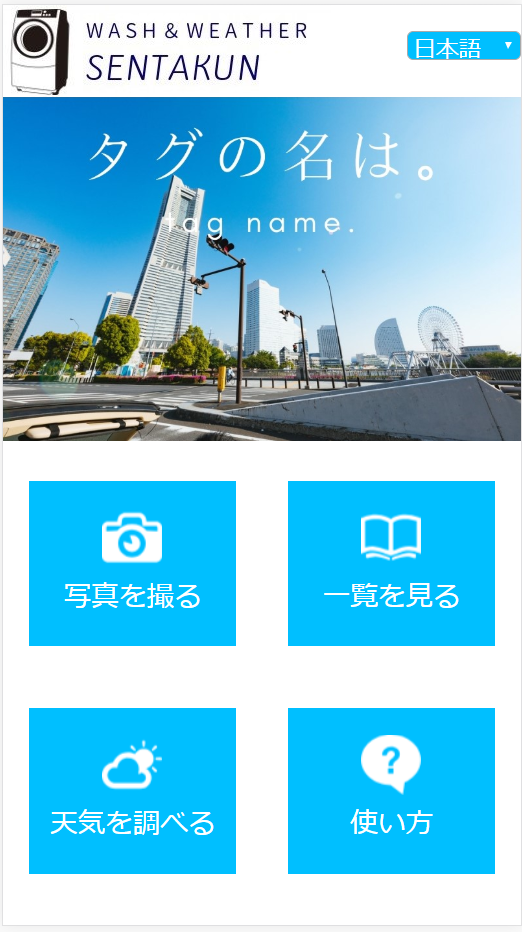 WASH & WEATHER
SENTAKUN
日本語
タグの名は。
tag name.
写真を撮る
一覧を見る
天気を調べる
使い方